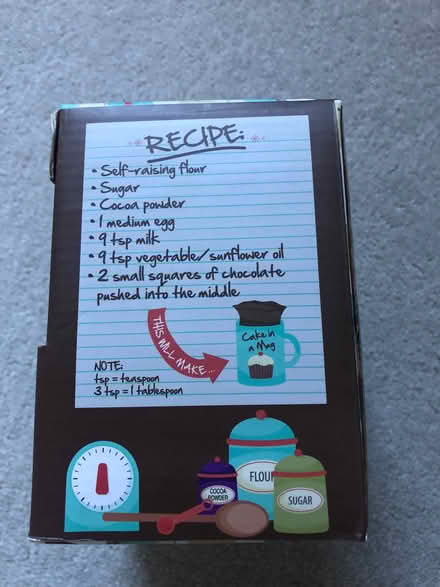 RECIPE:
• Self-raising flour
• Sugar
• Cocoa powder
• 1 medium egg
• 9 tsp milk
• 9 tsp vegetable/sunflower oil
• 2 small squares of chocolate
pushed into the middle
THIS WILL MAKE...
Cake in
a Mug
NOTE:
tsp = teaspoon
3 tsp = 1 tablespoon
COCOA
POWDER
FLOUR
SUGAR